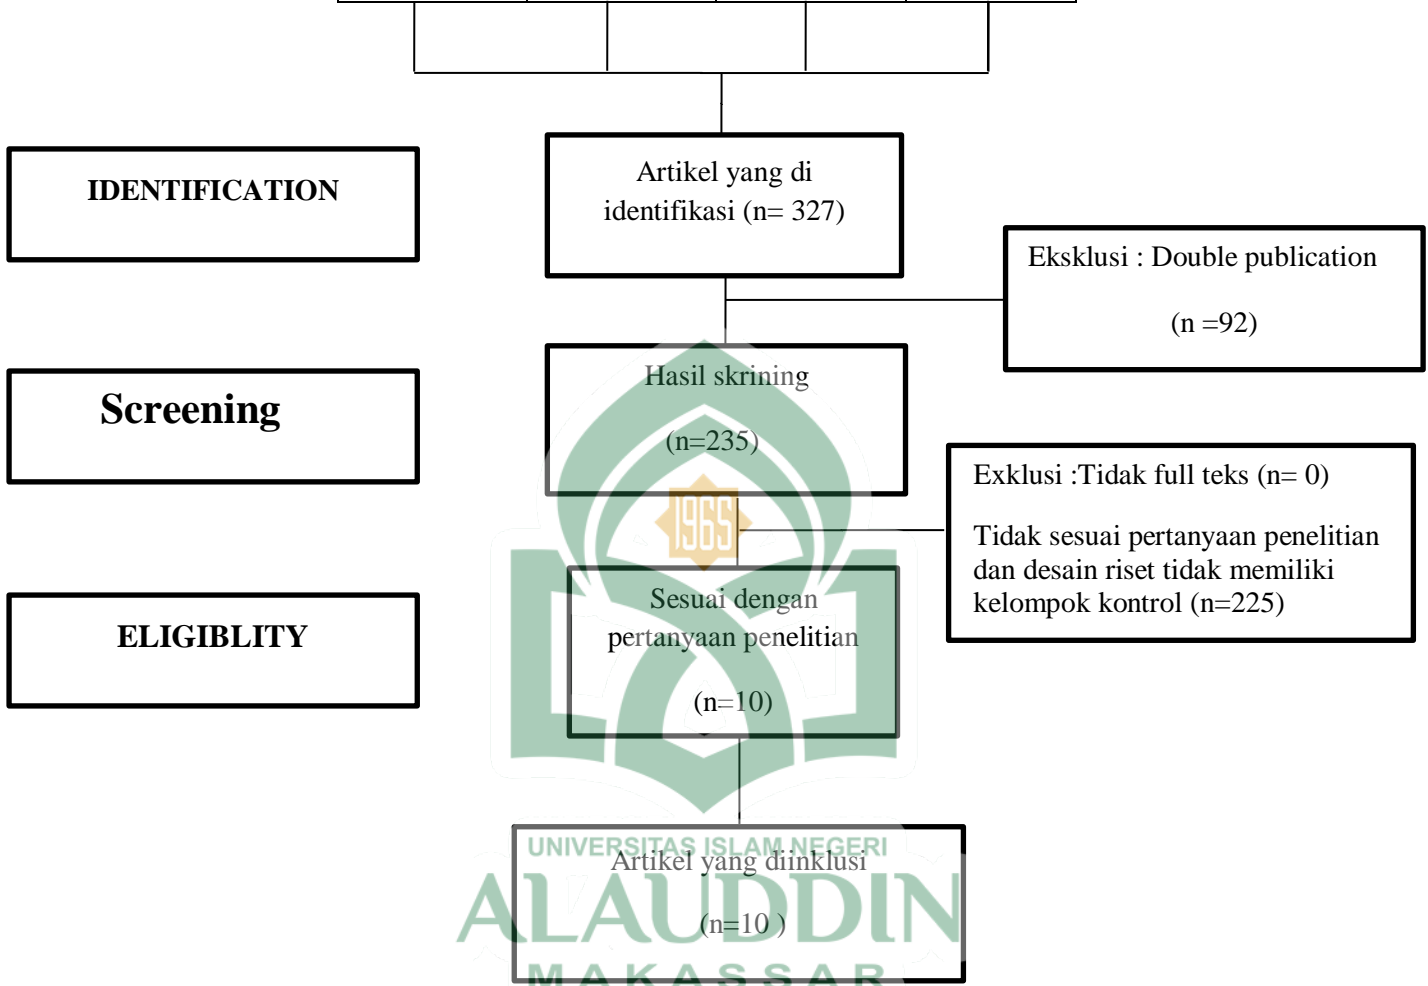 IDENTIFICATION
Artikel yang di
identifikasi (n= 327)
Eksklusi : Double publication
(n =92)
Screening
Hasil skrining
(n=235)
Exklusi :Tidak full teks (n= 0)
Tidak sesuai pertanyaan penelitian
dan desain riset tidak memiliki
kelompok kontrol (n=225)
1965
ELIGIBLITY
Sesuai dengan
pertanyaan penelitian
(n=10)
UNIVERSITAS ISLAM NEGERI
Artikel yang diinklusi
ALAUDDIN
(n=10 )
MAKASSAR